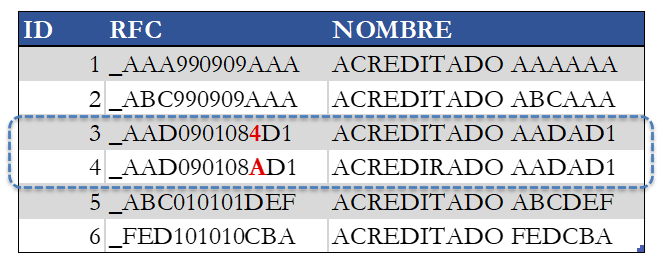 ID RFC NOMBRE
1 _AAA990909AAA ACREDITADO AAAAAA
2 _ABC990909AAA ACREDITADO ABCAAA
3 _AAD0901084D1 ACREDITADO AADAD1
4 _AAD090108AD1 ACREDIRADO AADAD1
5 _ABC010101DEF ACREDITADO ABCDEF
6 _FED101010CBA ACREDITADO FEDCBA